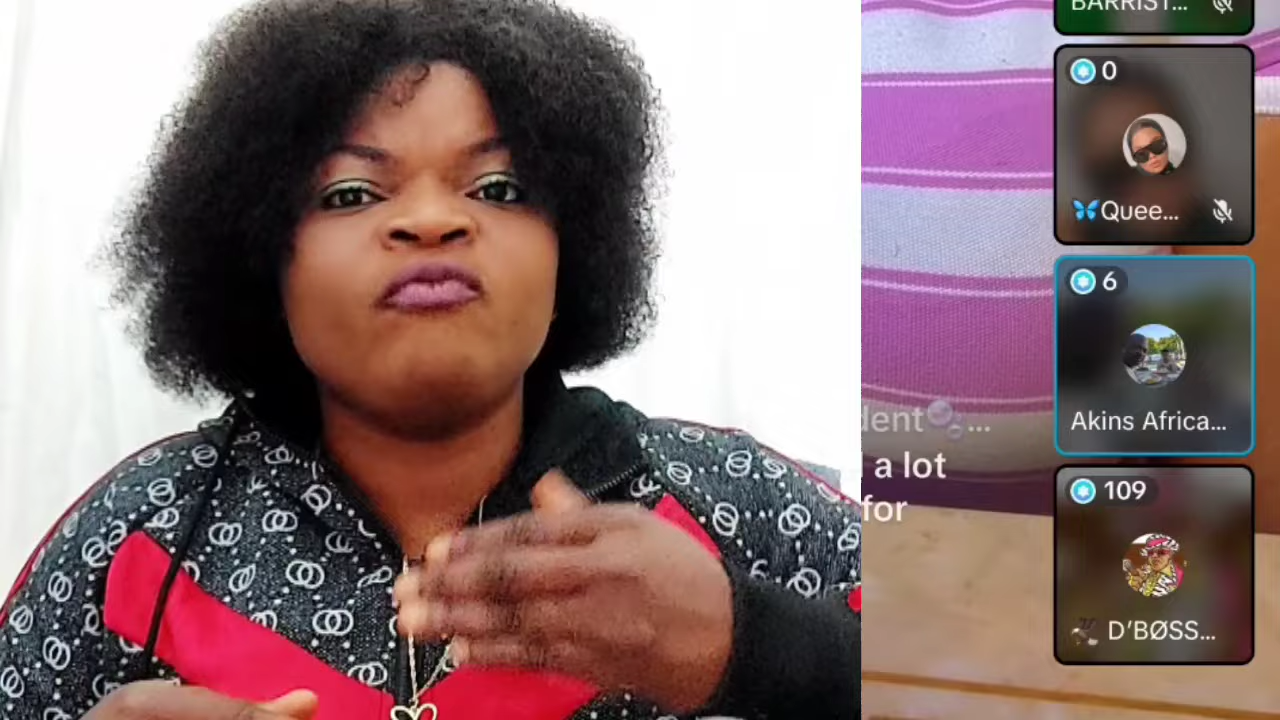 BARRIST...
0
🦋Quee...
6
Akins Africa...
109
D'BØSS...
dent🫧...
a lot
for